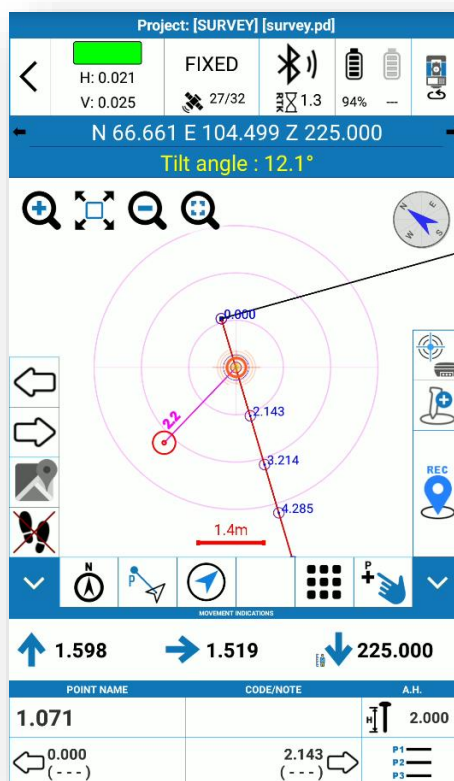 Project: [SURVEY] [survey.pd]
H: 0.021
V: 0.025
FIXED
27/32
RTK
1.3
94%
---
N 66.661 E 104.499 Z 225.000
Tilt angle : 12.1°
N
E
S
W
0.000
2.2
2.143
3.214
4.285
1.4m
REC
N
P
P
MOVEMENT INDICATIONS
1.598
1.519
225.000
POINT NAME
CODE/NOTE
A.H.
1.071
H
2.000
0.000
(---)
2.143
(---)
P1
P2
P3